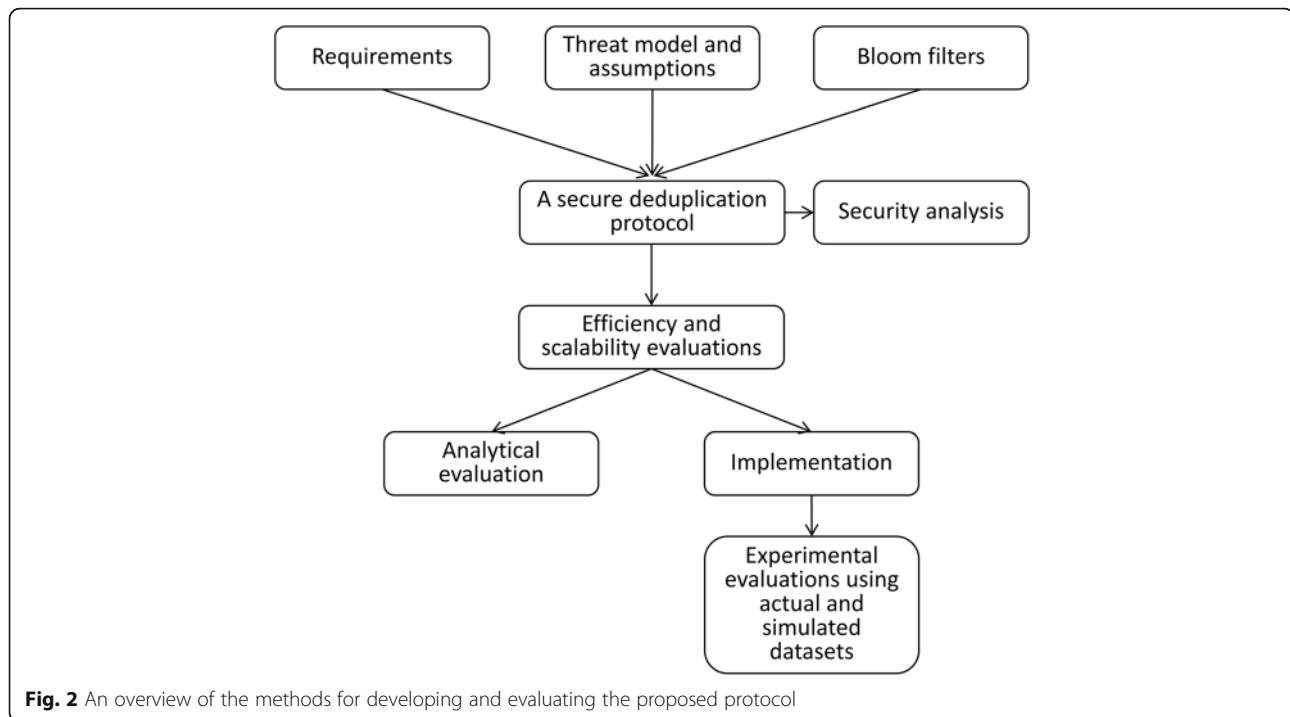 Requirements
Threat model and
assumptions
Bloom filters
A secure deduplication
protocol
Security analysis
Efficiency and
scalability evaluations
Analytical
evaluation
Implementation
Experimental
evaluations using
actual and
simulated
datasets
Fig. 2 An overview of the methods for developing and evaluating the proposed protocol